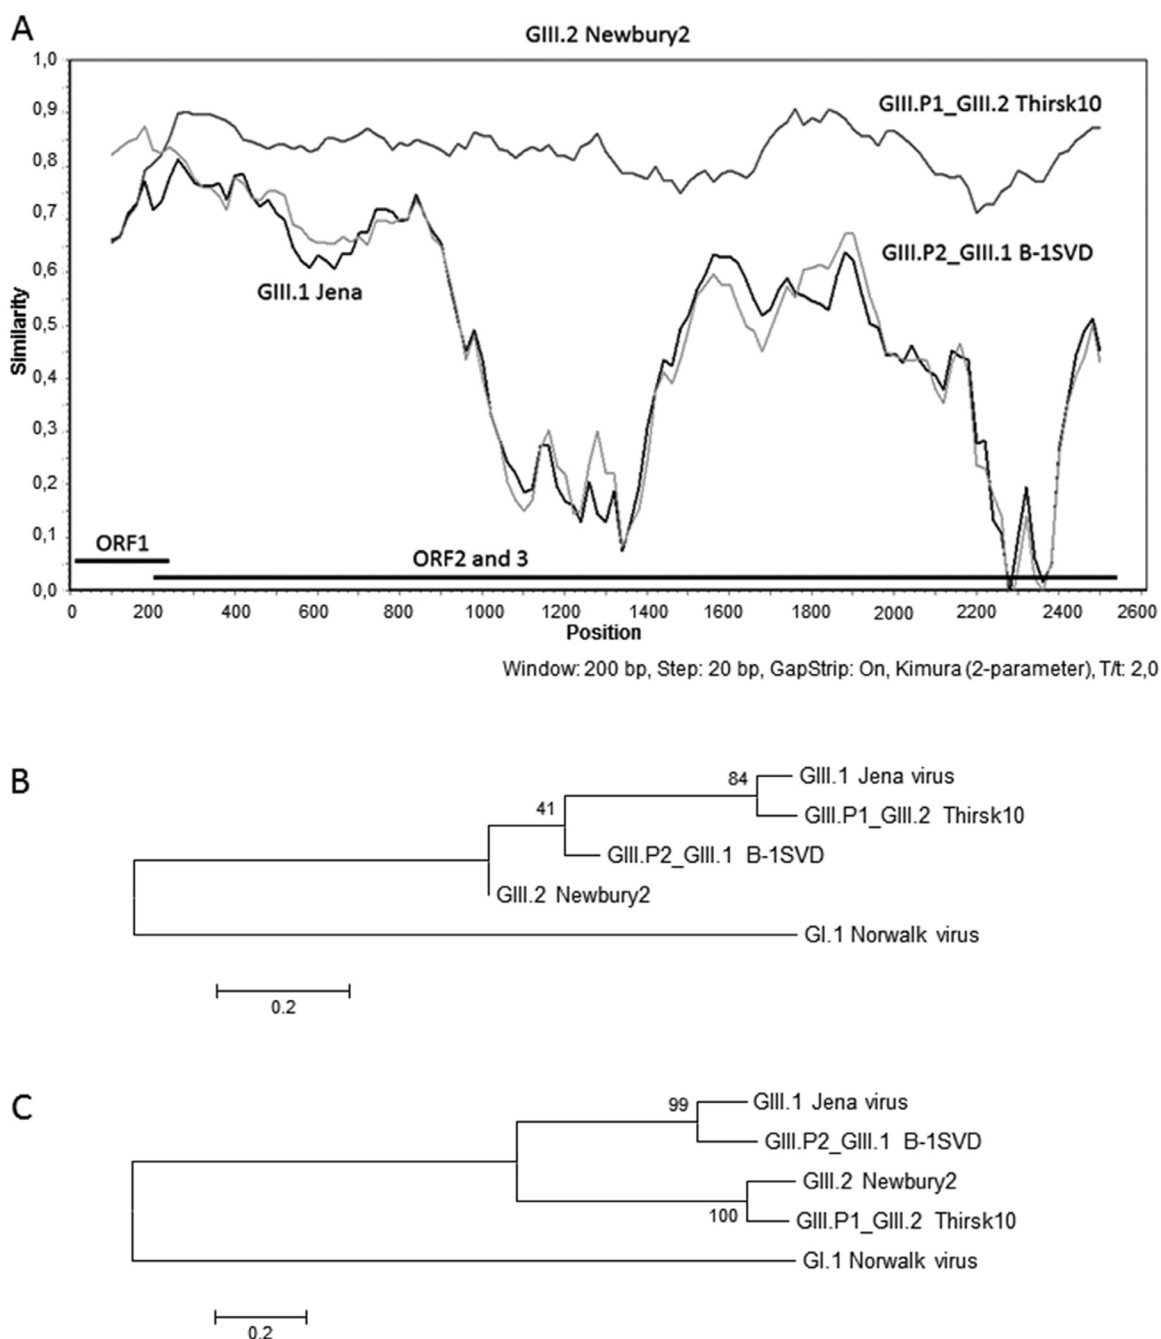 A
GIII.2 Newbury2
1,0
0,9
0,8
0,7
0,6
0,5
0,4
0,3
0,2
0,1
0,0
Similarity
GIII.P1_GIII.2 Thirsk10
GIII.P2_GIII.1 B-1SVD
GIII.1 Jena
ORF1
ORF2 and 3
0 200 400 600 800 1000 1200 1400 1600 1800 2000 2200 2400 2600
Position
Window: 200 bp, Step: 20 bp, GapStrip: On, Kimura (2-parameter), T/t: 2,0
B
84
GIII.1 Jena virus
GIII.P1_GIII.2 Thirsk10
41
GIII.P2_GIII.1 B-1SVD
GIII.2 Newbury2
GI.1 Norwalk virus
0.2
C
99
GIII.1 Jena virus
GIII.P2_GIII.1 B-1SVD
GIII.2 Newbury2
100
GIII.P1_GIII.2 Thirsk10
GI.1 Norwalk virus
0.2